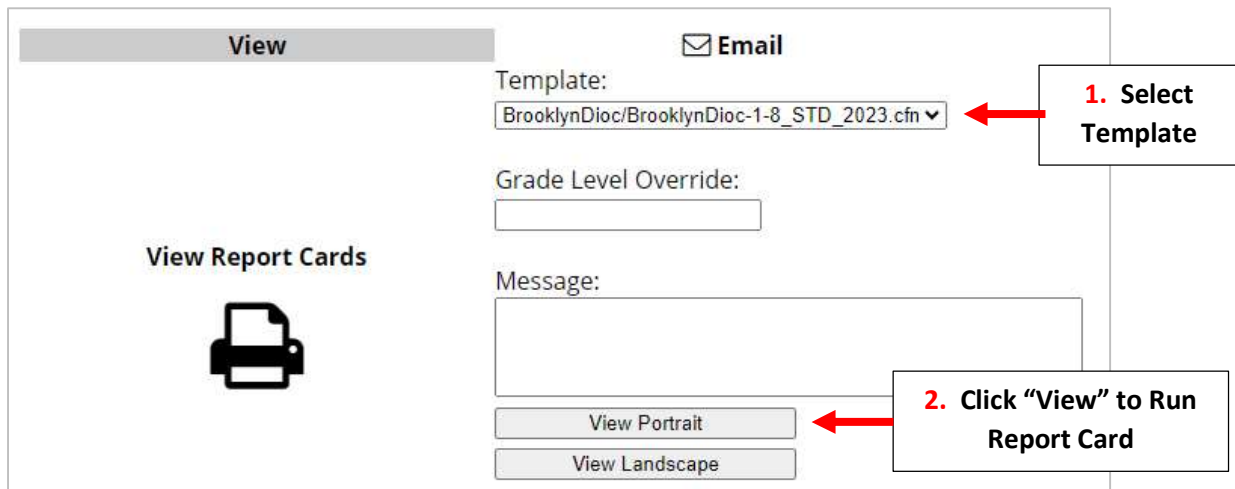 View
Email
Template:
BrooklynDioc/BrooklynDioc-1-8_STD_2023.cfn
1. Select
Template
Grade Level Override:
View Report Cards
Message:
2. Click “View” to Run
Report Card
View Portrait
View Landscape